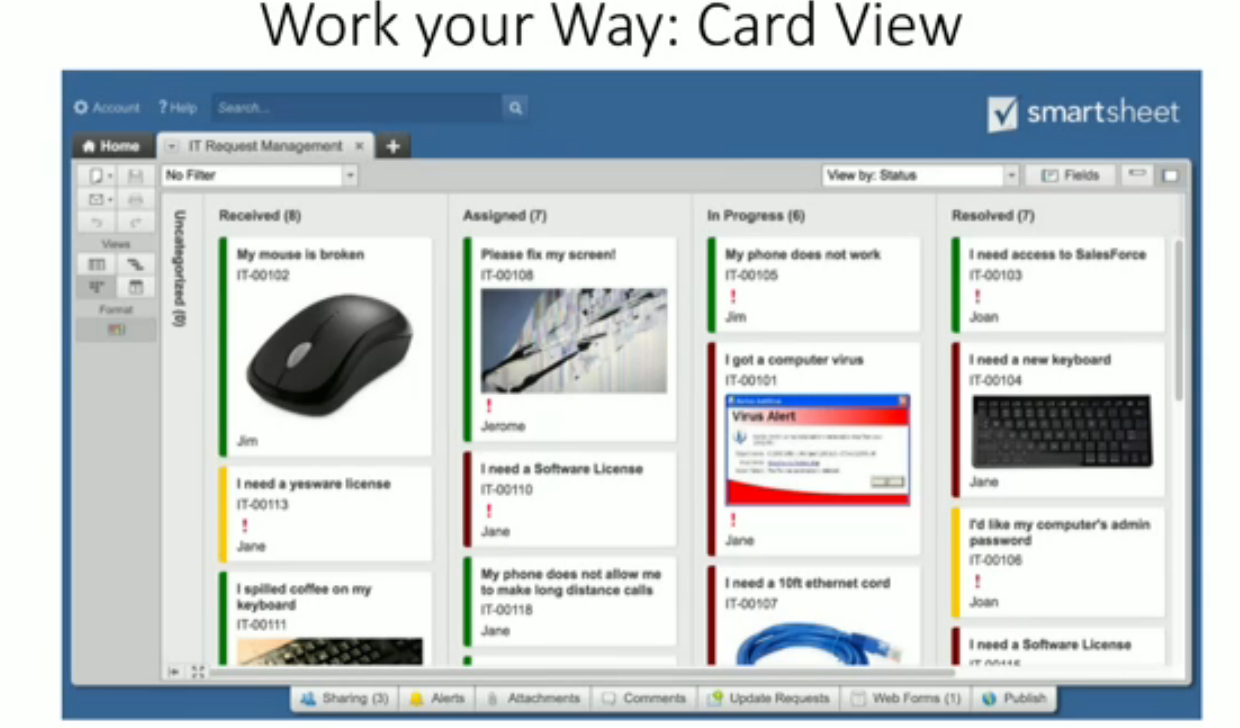 Work your Way: Card View
Account ? Help Search...
smartsheet
Home IT Request Management × +
No Filter
View by: Status Fields
Views
Format
Uncategorized (0)
Received (8)
My mouse is broken
IT-00102
Jim
I need a yesware license
IT-00113
!
Jane
I spilled coffee on my
keyboard
IT-00111
Assigned (7)
Please fix my screen!
IT-00108
!
Jerome
I need a Software License
IT-00110
!
Jane
My phone does not allow me
to make long distance calls
IT-00118
Jane
In Progress (6)
My phone does not work
IT-00105
!
Jim
I got a computer virus
IT-00101
Virus Alert
!
Jane
I need a 10ft ethernet cord
IT-00107
Resolved (7)
I need access to SalesForce
IT-00103
!
Joan
I need a new keyboard
IT-00104
Jane
I'd like my computer's admin
password
IT-00106
!
Joan
I need a Software License
Sharing (3) Alerts Attachments Comments Update Requests Web Forms (1) Publish